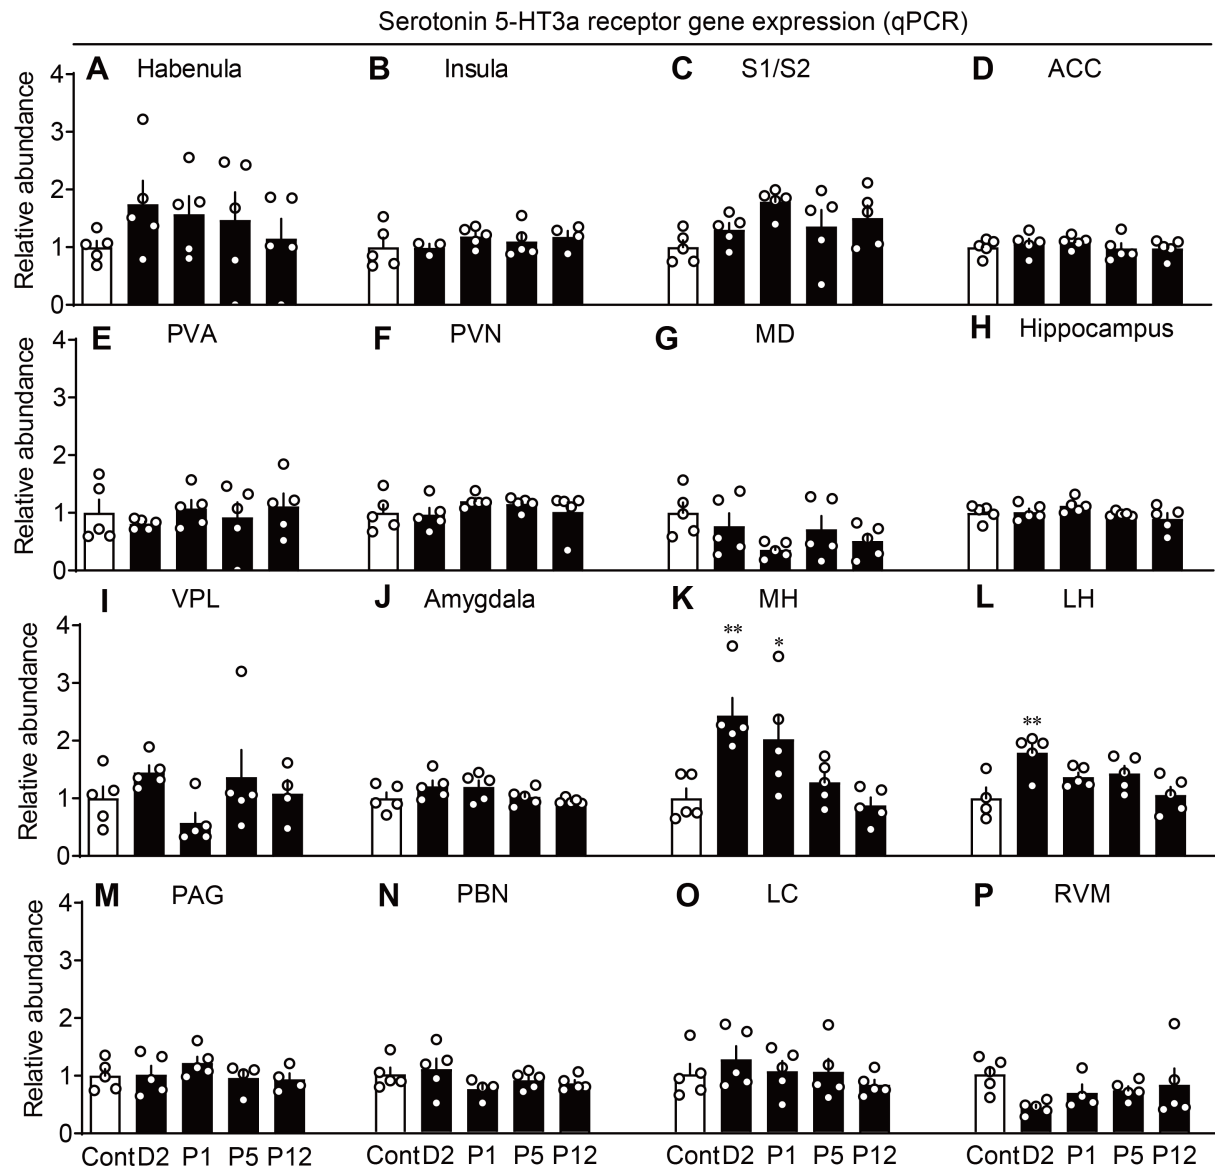 Serotonin 5-HT3a receptor gene expression (qPCR)
A Habenula B Insula C S1/S2 D ACC
Relative abundance
4
3
2
1
0
E PVA F PVN G MD H Hippocampus
Relative abundance
4
3
2
1
0
I VPL J Amygdala K MH L LH
Relative abundance
4
3
2
1
0
** * **
M PAG N PBN O LC P RVM
Relative abundance
4
3
2
1
0
Cont D2 P1 P5 P12 Cont D2 P1 P5 P12 Cont D2 P1 P5 P12 Cont D2 P1 P5 P12